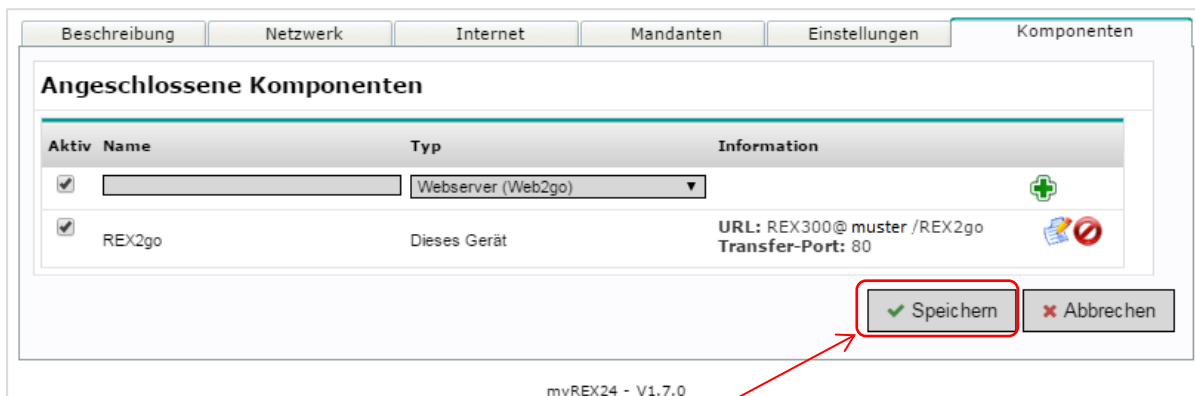 Beschreibung Netzwerk Internet Mandanten Einstellungen Komponenten
Angeschlossene Komponenten
Aktiv Name Typ Information
Webserver (Web2go)
REX2go Dieses Gerät URL: REX300@ muster /REX2go
Transfer-Port: 80
Speichern Abbrechen
myREX24 - V1.7.0